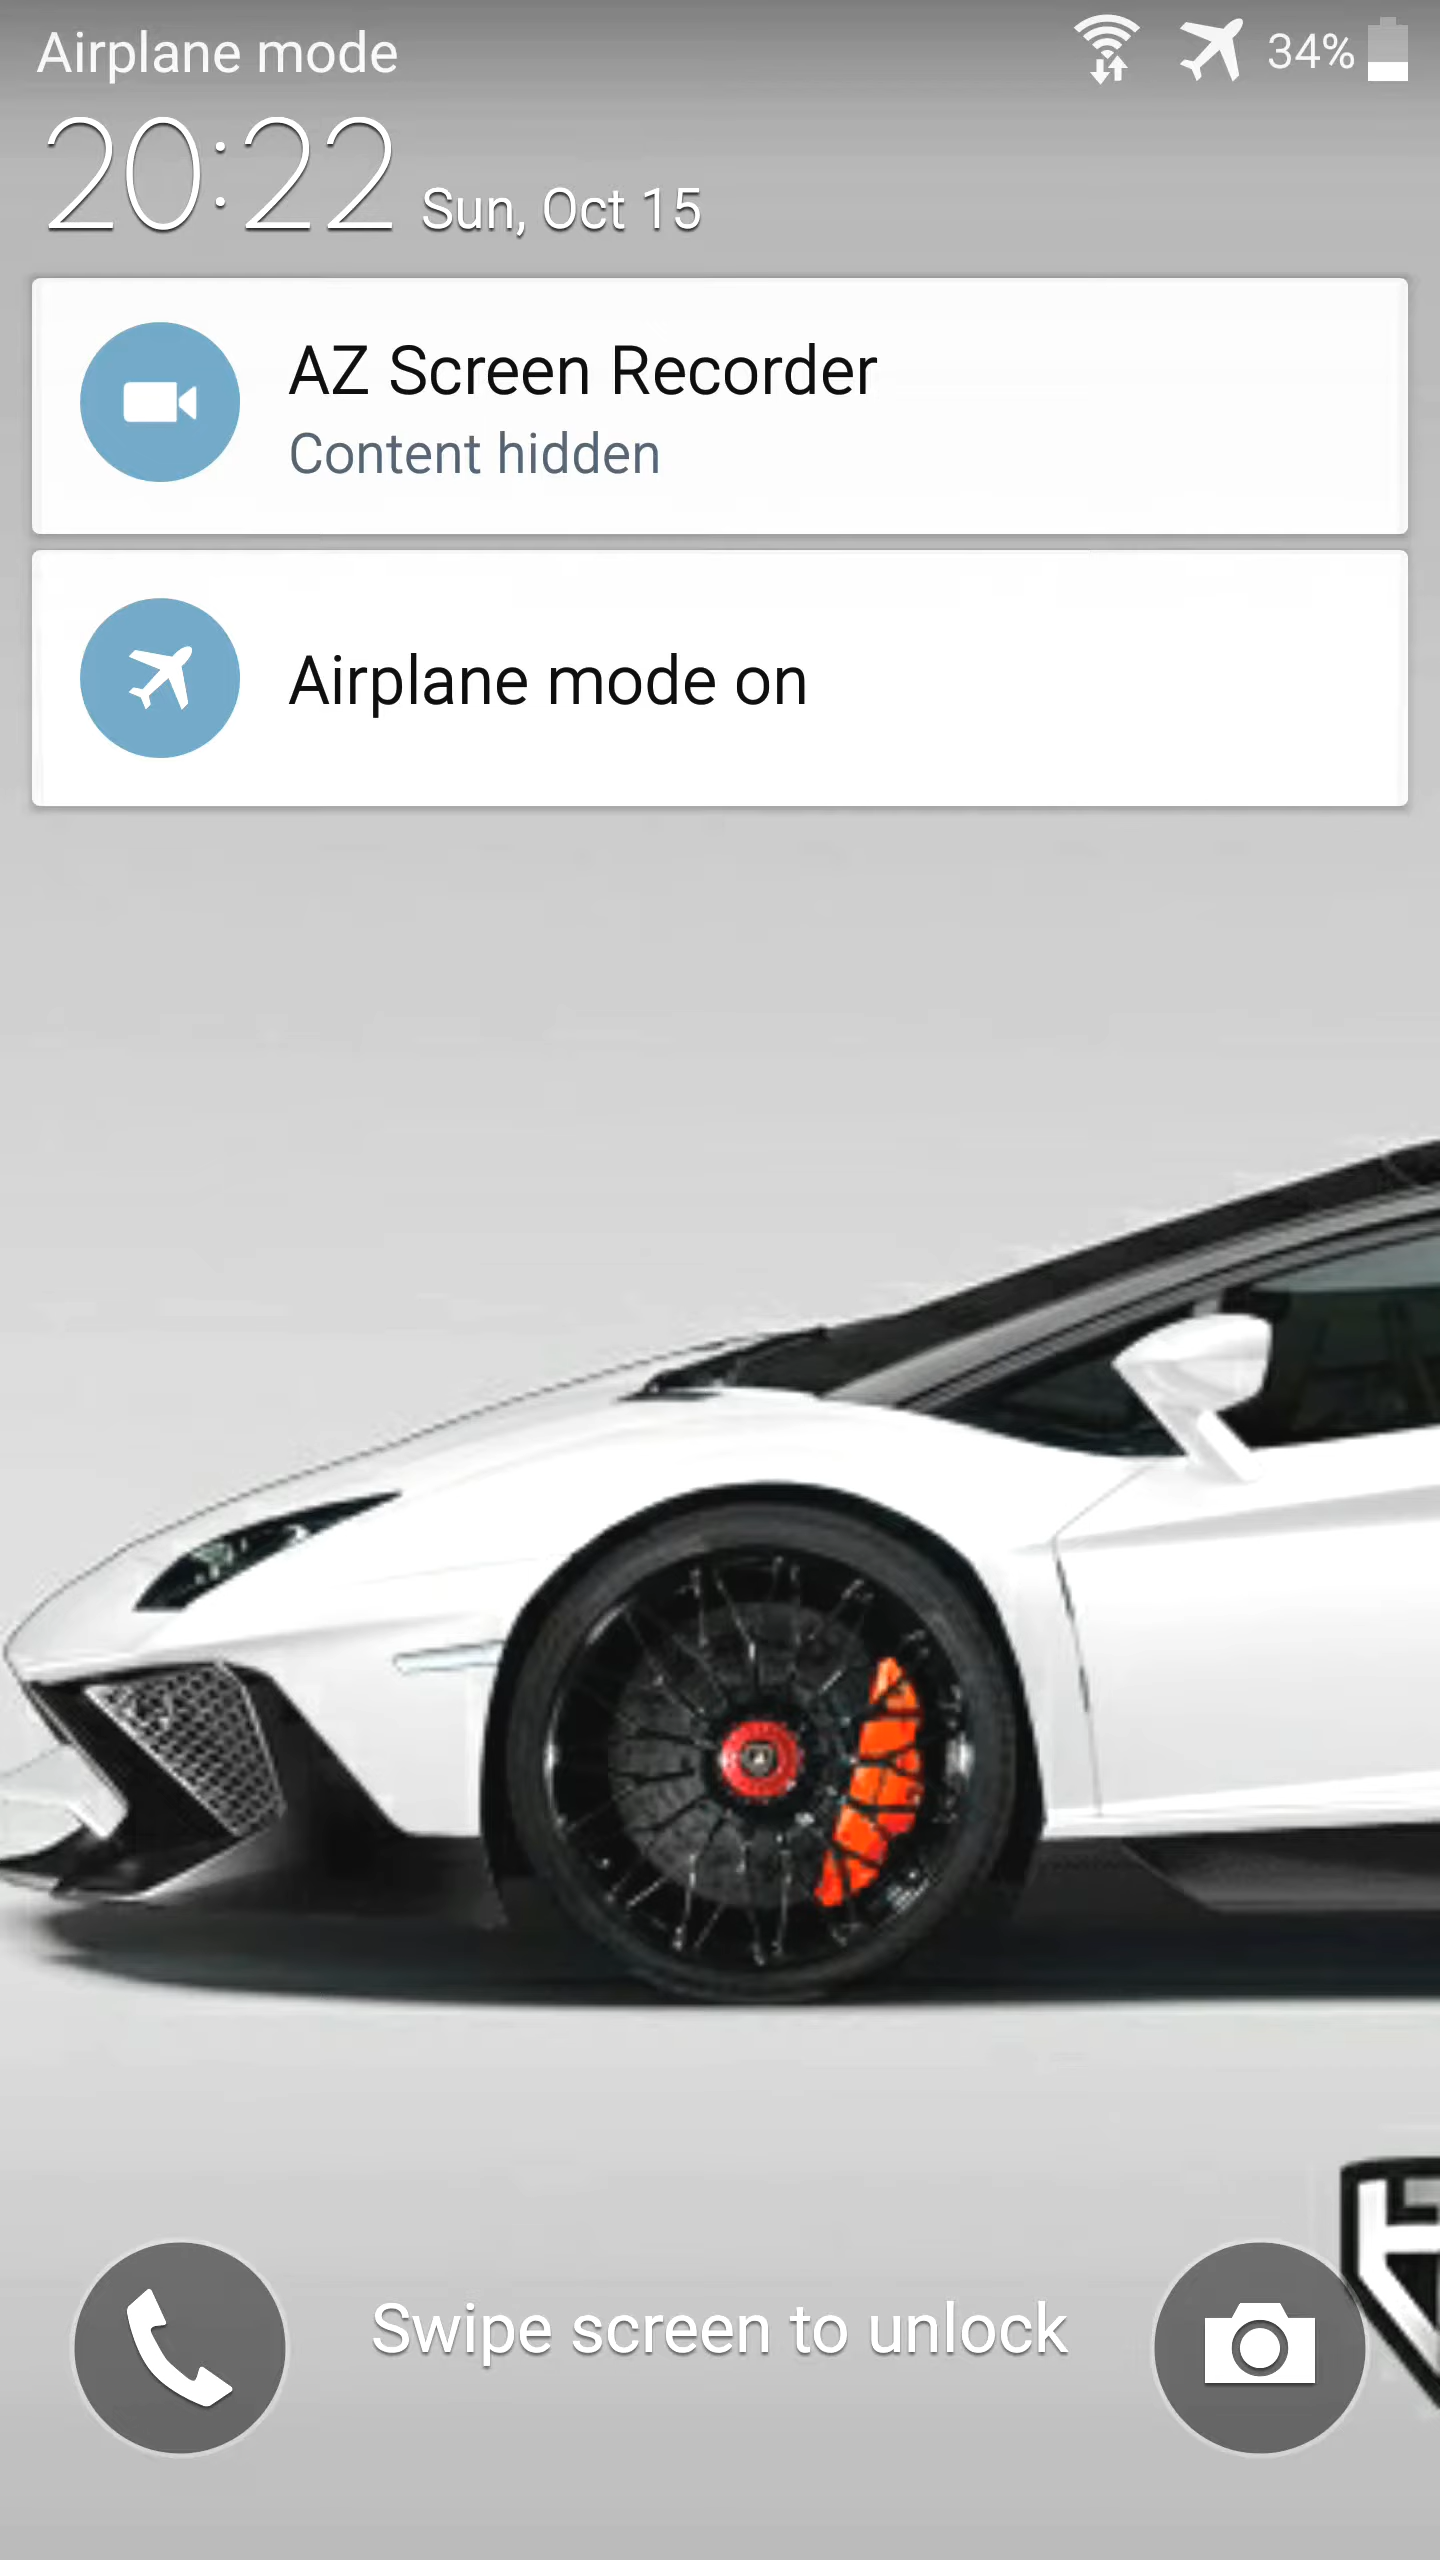 Airplane mode
34%
20:22 Sun, Oct 15
AZ Screen Recorder
Content hidden
Airplane mode on
Swipe screen to unlock